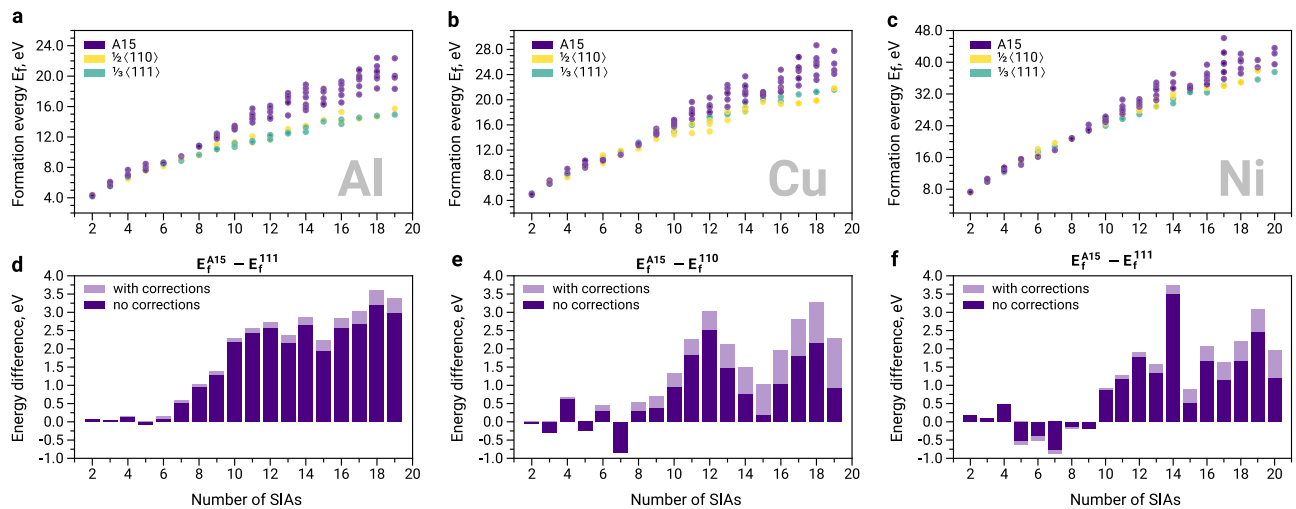 a
Formation evergy Ef, eV
24.0
20.0
16.0
12.0
8.0
4.0
A15
½⟨110⟩
⅓⟨111⟩
Al
2 4 6 8 10 12 14 16 18 20
b
Formation evergy Ef, eV
28.0
24.0
20.0
16.0
12.0
8.0
4.0
A15
½⟨110⟩
⅓⟨111⟩
Cu
2 4 6 8 10 12 14 16 18 20
c
Formation evergy Ef, eV
48.0
40.0
32.0
24.0
16.0
8.0
A15
½⟨110⟩
⅓⟨111⟩
Ni
2 4 6 8 10 12 14 16 18 20
d
E_f^A15 − E_f^111
Energy difference, eV
4.0
3.5
3.0
2.5
2.0
1.5
1.0
0.5
0.0
-0.5
-1.0
with corrections
no corrections
2 4 6 8 10 12 14 16 18 20
Number of SIAs
e
E_f^A15 − E_f^110
Energy difference, eV
4.0
3.5
3.0
2.5
2.0
1.5
1.0
0.5
0.0
-0.5
-1.0
with corrections
no corrections
2 4 6 8 10 12 14 16 18 20
Number of SIAs
f
E_f^A15 − E_f^111
Energy difference, eV
4.0
3.5
3.0
2.5
2.0
1.5
1.0
0.5
0.0
-0.5
-1.0
with corrections
no corrections
2 4 6 8 10 12 14 16 18 20
Number of SIAs